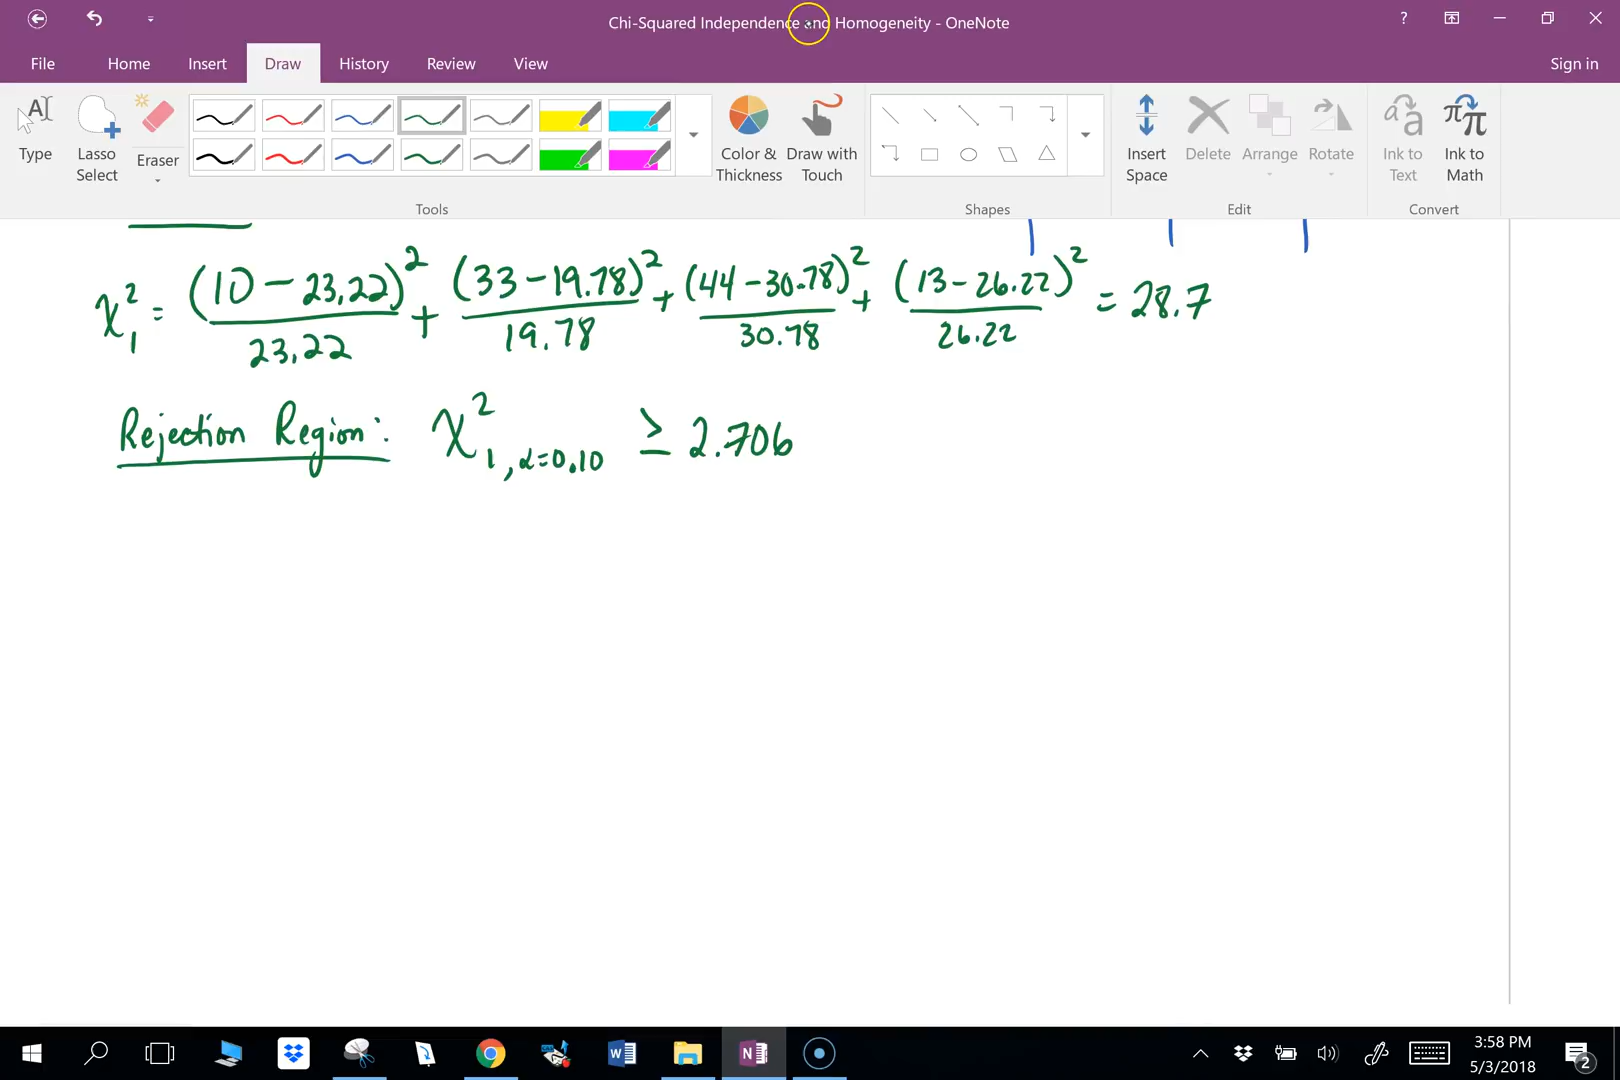 Chi-Squared Independence and Homogeneity - OneNote
?
File Home Insert Draw History Review View Sign in
Type
Lasso Select
Eraser
Color & Thickness
Draw with Touch
Insert Space
Delete
Arrange
Rotate
Ink to Text
Ink to Math
Tools Shapes Edit Convert
χ²₁ = (10 − 23.22)²/23.22 + (33 − 19.78)²/19.78 + (44 − 30.78)²/30.78 + (13 − 26.22)²/26.22 = 28.7
Rejection Region: χ²₁,α=0.10 ≥ 2.706
3:58 PM
5/3/2018
2